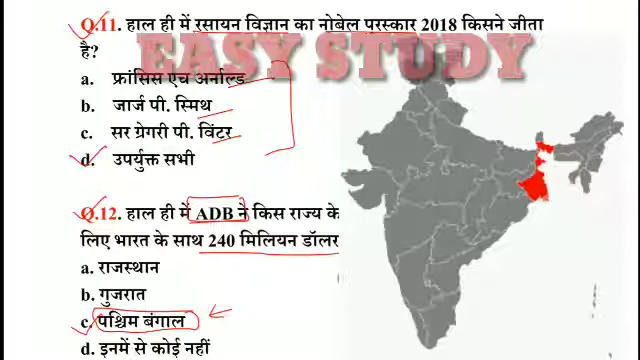 Q.11. हाल ही में रसायन विज्ञान का नोबेल पुरस्कार 2018 किसने जीता
है?
EASY STUDY
a. फ्रांसिस एच अर्नाल्ड
b. जार्ज पी. स्मिथ
c. सर ग्रेगरी पी. विंटर
d. उपर्युक्त सभी
Q.12. हाल ही में ADB ने किस राज्य के
लिए भारत के साथ 240 मिलियन डॉलर
a. राजस्थान
b. गुजरात
c. पश्चिम बंगाल
d. इनमें से कोई नहीं